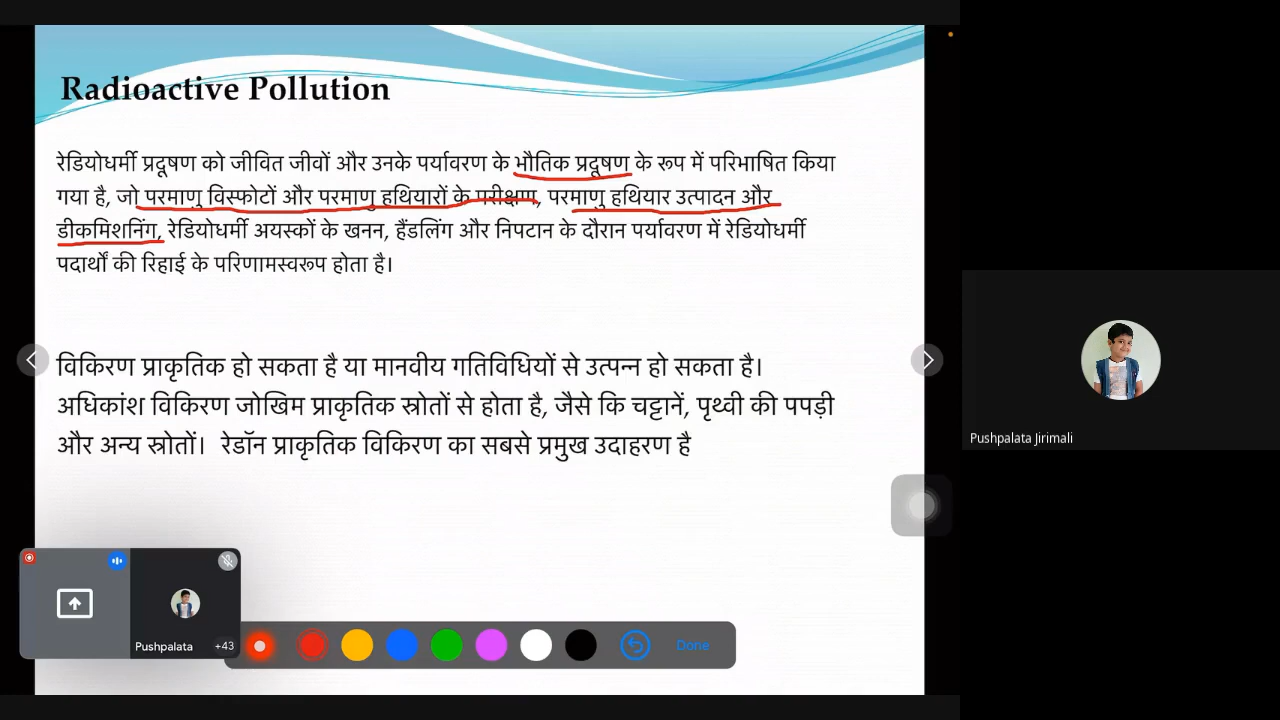 Radioactive Pollution
रेडियोधर्मी प्रदूषण को जीवित जीवों और उनके पर्यावरण के भौतिक प्रदूषण के रूप में परिभाषित किया
गया है, जो परमाणु विस्फोटों और परमाणु हथियारों के परीक्षण, परमाणु हथियार उत्पादन और
डीकमिशनिंग, रेडियोधर्मी अयस्कों के खनन, हैंडलिंग और निपटान के दौरान पर्यावरण में रेडियोधर्मी
पदार्थों की रिहाई के परिणामस्वरूप होता है।
विकिरण प्राकृतिक हो सकता है या मानवीय गतिविधियों से उत्पन्न हो सकता है।
अधिकांश विकिरण जोखिम प्राकृतिक स्रोतों से होता है, जैसे कि चट्टानें, पृथ्वी की पपड़ी
और अन्य स्रोतों। रेडॉन प्राकृतिक विकिरण का सबसे प्रमुख उदाहरण है
Pushpalata Jirimali
Pushpalata +43
Done